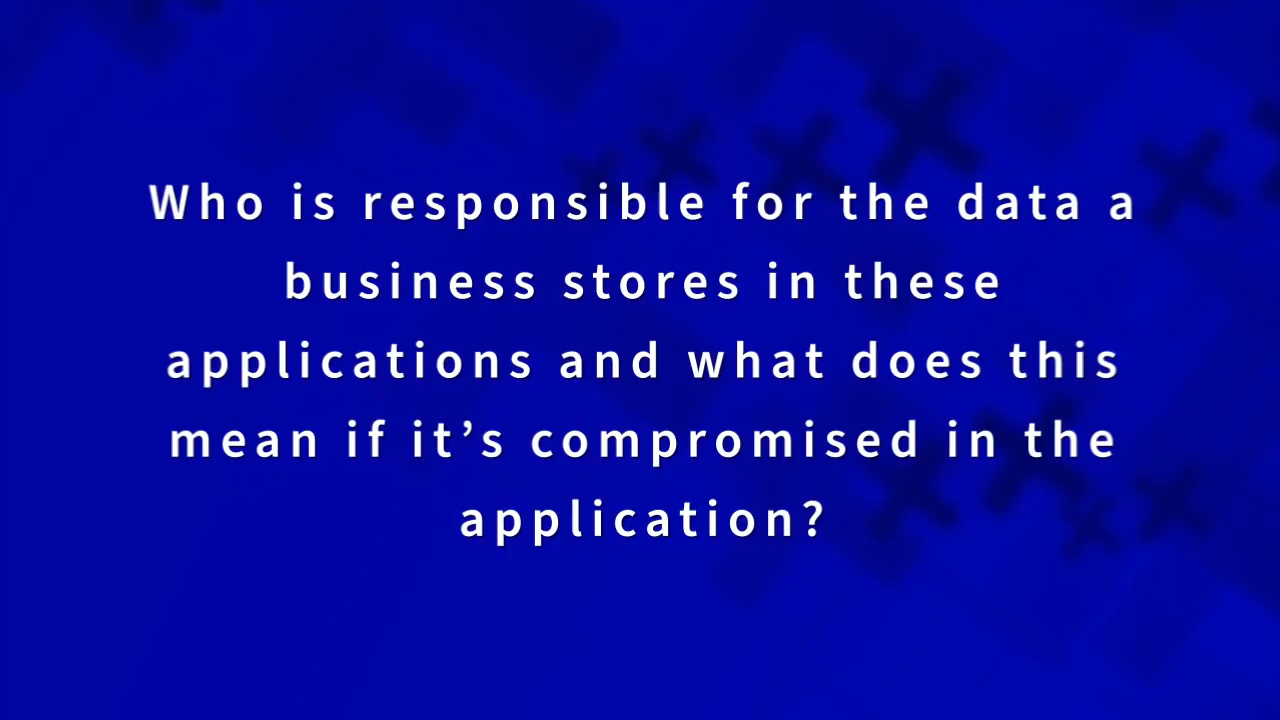 Who is responsible for the data a
business stores in these
applications and what does this
mean if it’s compromised in the
application?